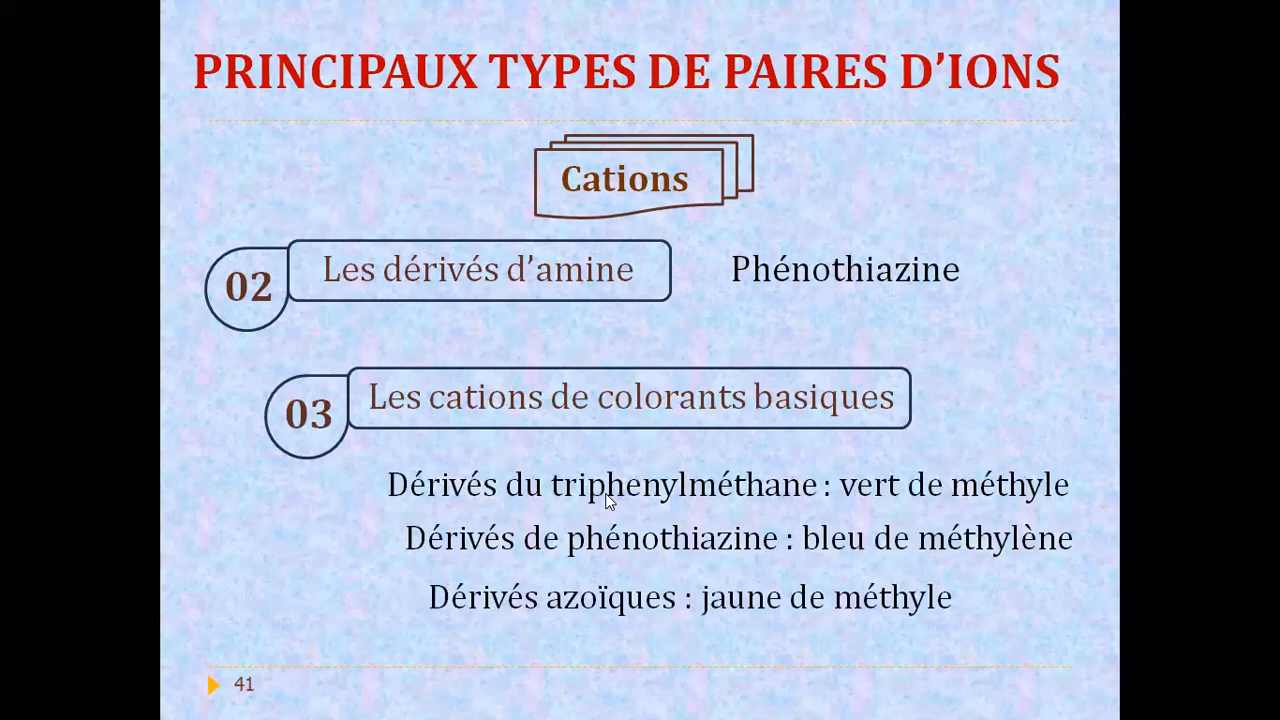 PRINCIPAUX TYPES DE PAIRES D’IONS
Cations
02 Les dérivés d’amine Phénothiazine
03 Les cations de colorants basiques
Dérivés du triphenylméthane : vert de méthyle
Dérivés de phénothiazine : bleu de méthylène
Dérivés azoïques : jaune de méthyle
41